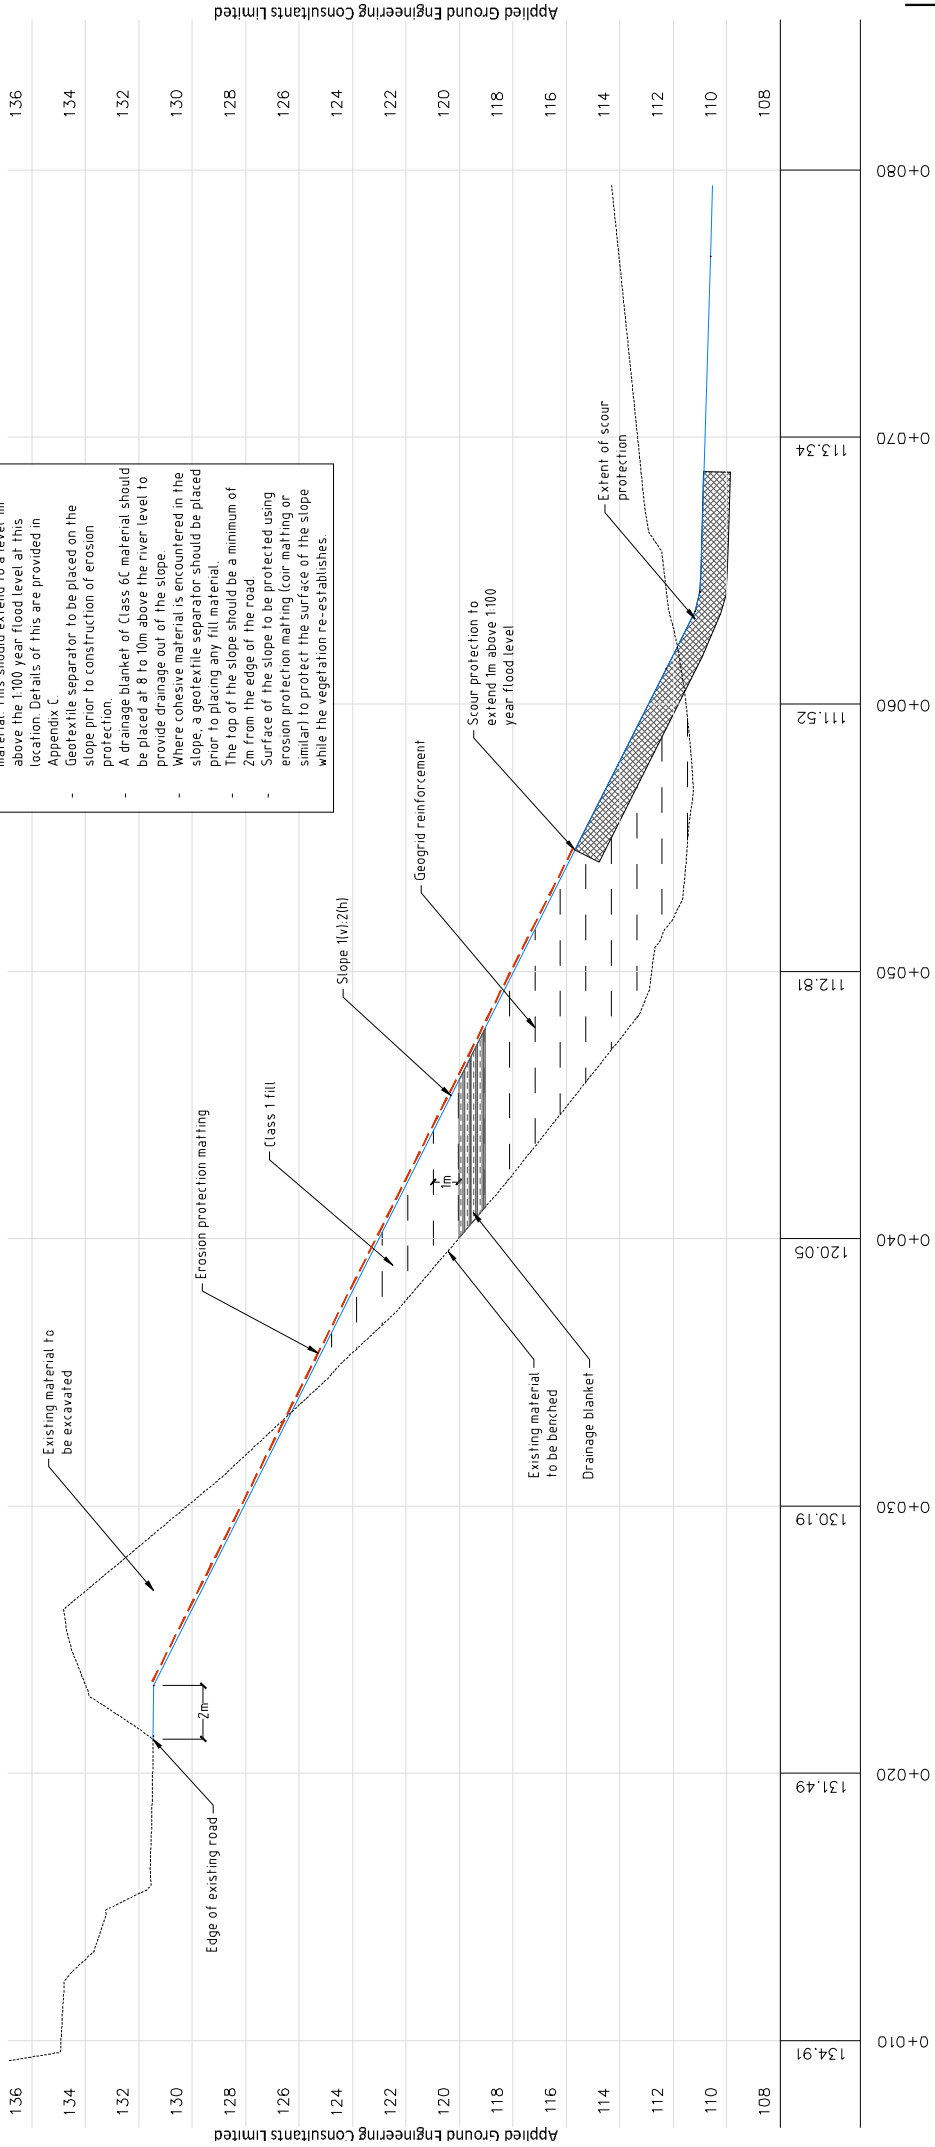 Applied Ground Engineering Consultants Limited
above the 1:100 year flood level at this
location. Details of this are provided in
Appendix C.
- Geotextile separator to be placed on the
slope prior to construction of erosion
protection.
- A drainage blanket of Class 6C material should
be placed at 8 to 10m above the river level to
provide drainage out of the slope.
- Where cohesive material is encountered in the
slope, a geotextile separator should be placed
prior to placing any fill material.
- The top of the slope should be a minimum of
2m from the edge of the road.
- Surface of the slope to be protected using
erosion protection matting (coir matting or
similar) to protect the surface of the slope
while the vegetation re-establishes.
Existing material to
be excavated
Erosion protection matting
Class 1 fill
Slope 1(v):2(h)
Geogrid reinforcement
Scour protection to
extend 1m above 1:100
year flood level
Extent of scour
protection
Edge of existing road
2m
1m
Existing material
to be benched
Drainage blanket
136
134
132
130
128
126
124
122
120
118
116
114
112
110
108
136
134
132
130
128
126
124
122
120
118
116
114
112
110
108
134.91
131.49
130.19
120.05
112.81
111.52
113.34
0+010
0+020
0+030
0+040
0+050
0+060
0+070
0+080
Applied Ground Engineering Consultants Limited